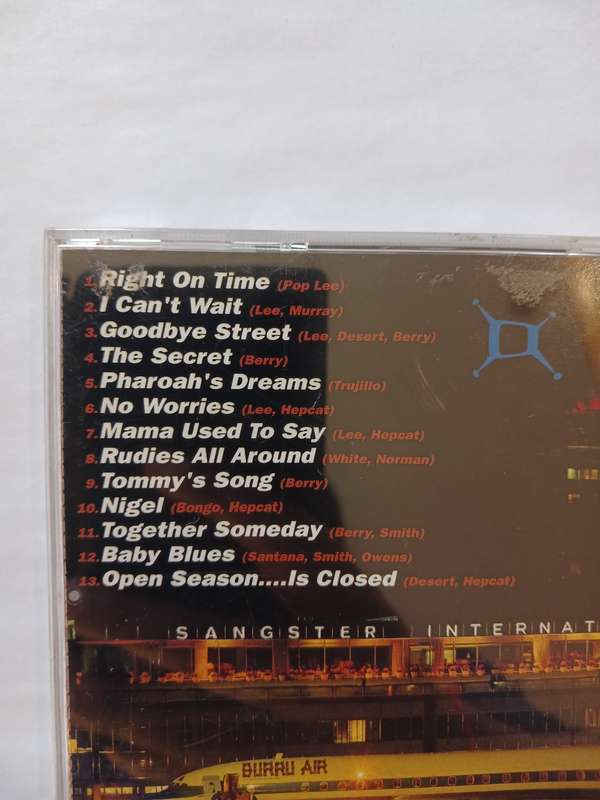 1. Right On Time (Pop Lee)
2. I Can't Wait (Lee, Murray)
3. Goodbye Street (Lee, Desert, Berry)
4. The Secret (Berry)
5. Pharoah's Dreams (Trujillo)
6. No Worries (Lee, Hepcat)
7. Mama Used To Say (Lee, Hepcat)
8. Rudies All Around (White, Norman)
9. Tommy's Song (Berry)
10. Nigel (Bongo, Hepcat)
11. Together Someday (Berry, Smith)
12. Baby Blues (Santana, Smith, Owens)
13. Open Season....Is Closed (Desert, Hepcat)
SANGSTER INTERNAT
BURRU AIR